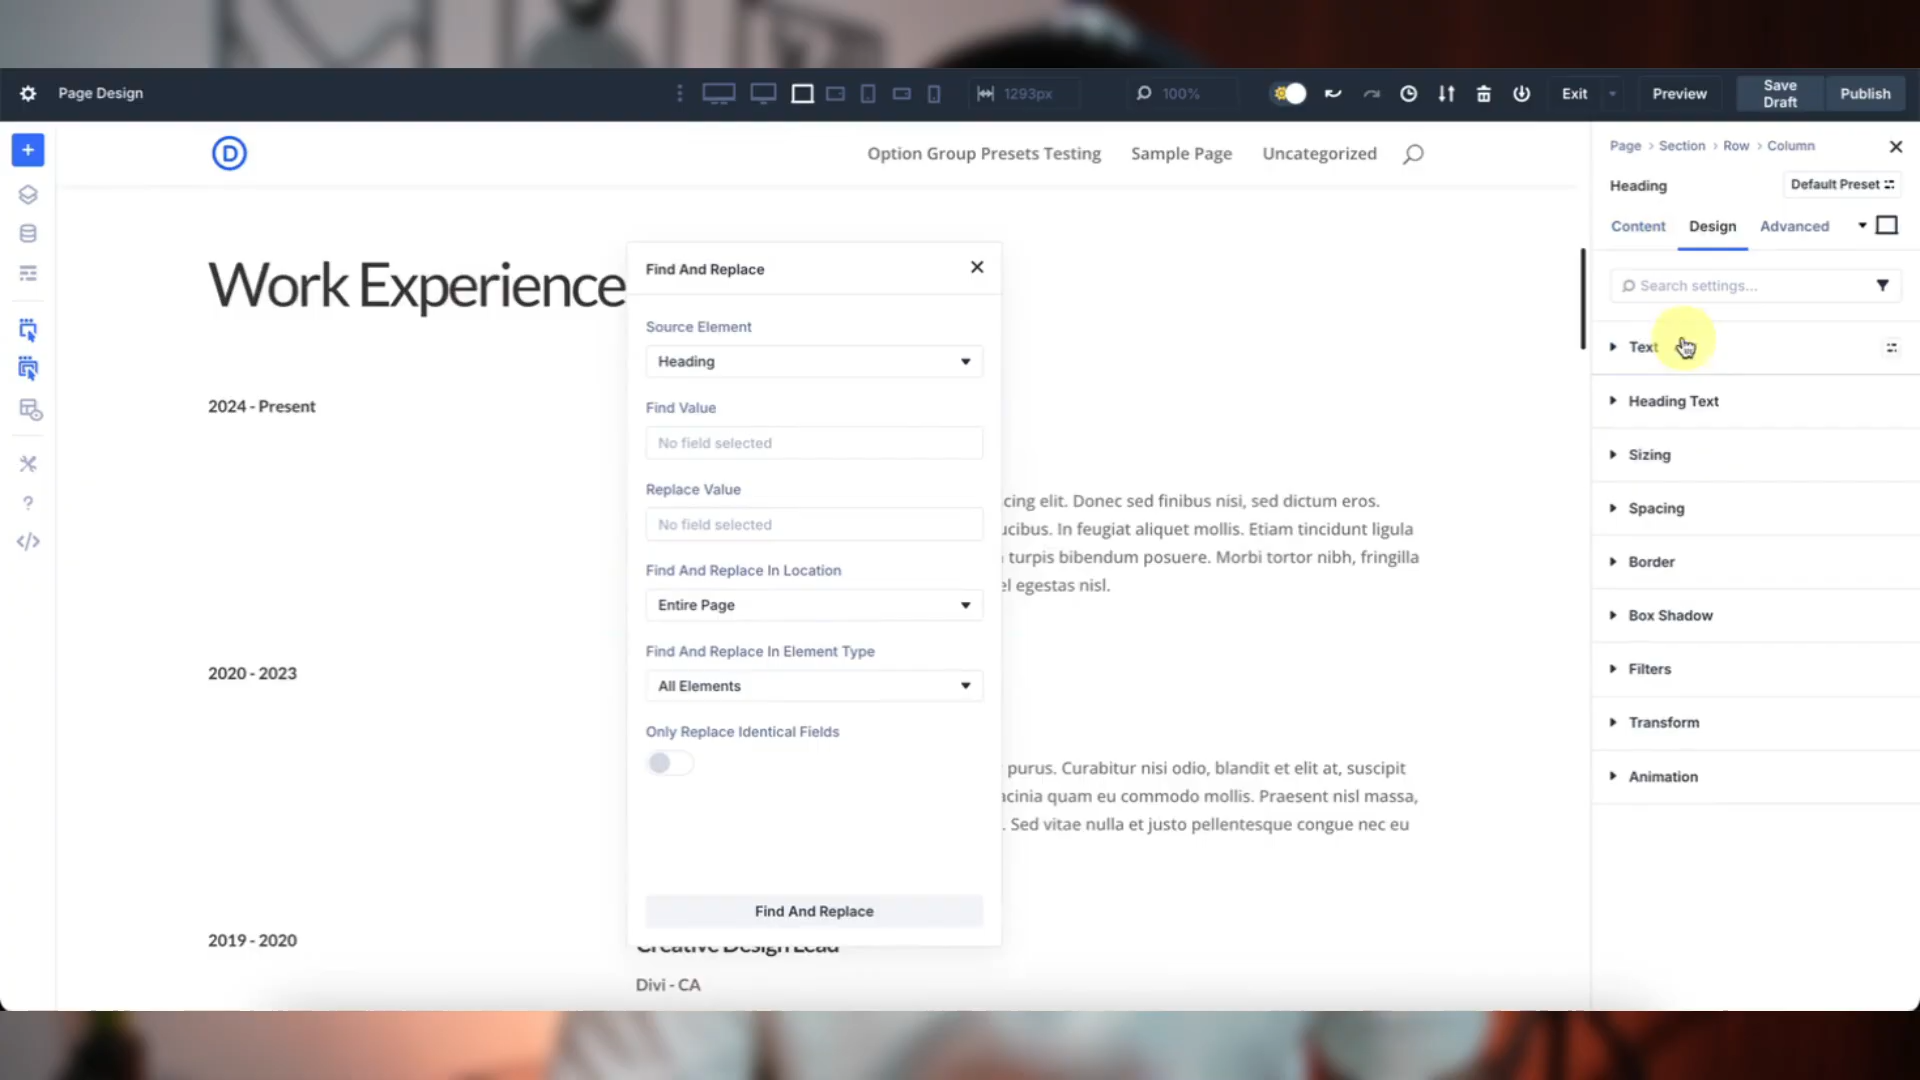 Page Design
1293px
100%
Exit
Preview
Save
Draft
Publish
D
Option Group Presets Testing
Sample Page
Uncategorized
Work Experience
2024 - Present
cing elit. Donec sed finibus nisi, sed dictum eros.
ucibus. In feugiat aliquet mollis. Etiam tincidunt ligula
turpis bibendum posuere. Morbi tortor nibh, fringilla
el egestas nisl.
2020 - 2023
purus. Curabitur nisi odio, blandit et elit at, suscipit
acinia quam eu commodo mollis. Praesent nisl massa,
. Sed vitae nulla et justo pellentesque congue nec eu
2019 - 2020
Creative Design Lead
Divi - CA
Find And Replace
Source Element
Heading
Find Value
No field selected
Replace Value
No field selected
Find And Replace In Location
Entire Page
Find And Replace In Element Type
All Elements
Only Replace Identical Fields
Find And Replace
Page > Section > Row > Column
Heading
Default Preset
Content
Design
Advanced
Search settings...
Text
Heading Text
Sizing
Spacing
Border
Box Shadow
Filters
Transform
Animation